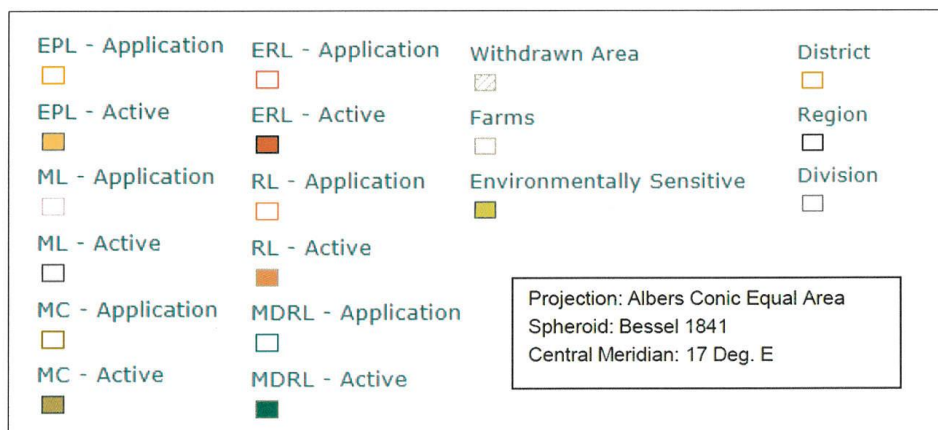 EPL - Application
EPL - Active
ML - Application
ML - Active
MC - Application
MC - Active
ERL - Application
ERL - Active
RL - Application
RL - Active
MDRL - Application
MDRL - Active
Withdrawn Area
Farms
Environmentally Sensitive
District
Region
Division
Projection: Albers Conic Equal Area
Spheroid: Bessel 1841
Central Meridian: 17 Deg. E